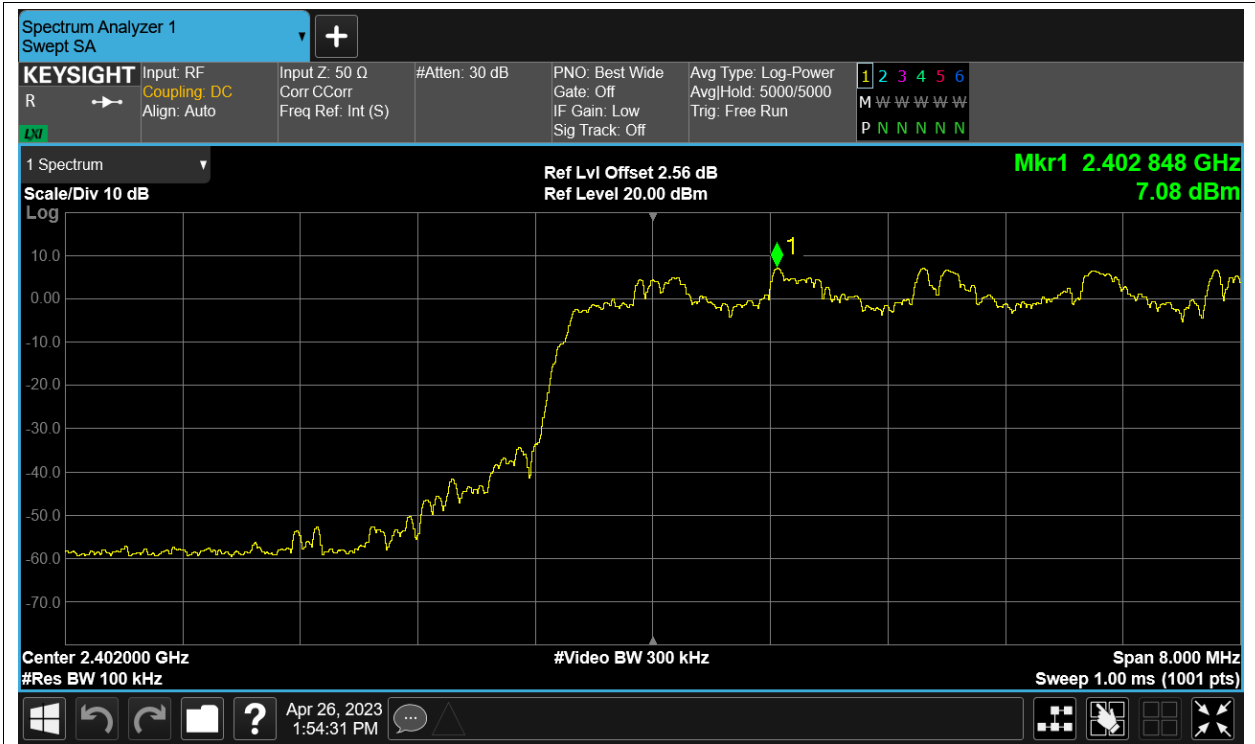 Spectrum Analyzer 1
Swept SA
+
KEYSIGHT
R
LXI
Input: RF
Coupling: DC
Align: Auto
Input Z: 50 Ω
Corr CCorr
Freq Ref: Int (S)
#Atten: 30 dB
PNO: Best Wide
Gate: Off
IF Gain: Low
Sig Track: Off
Avg Type: Log-Power
Avg|Hold: 5000/5000
Trig: Free Run
1 2 3 4 5 6
M W W W W W
P N N N N N
1 Spectrum
Scale/Div 10 dB
Log
Ref Lvl Offset 2.56 dB
Ref Level 20.00 dBm
Mkr1 2.402 848 GHz
7.08 dBm
1
10.0
0.00
-10.0
-20.0
-30.0
-40.0
-50.0
-60.0
-70.0
Center 2.402000 GHz
#Res BW 100 kHz
#Video BW 300 kHz
Span 8.000 MHz
Sweep 1.00 ms (1001 pts)
?
Apr 26, 2023
1:54:31 PM